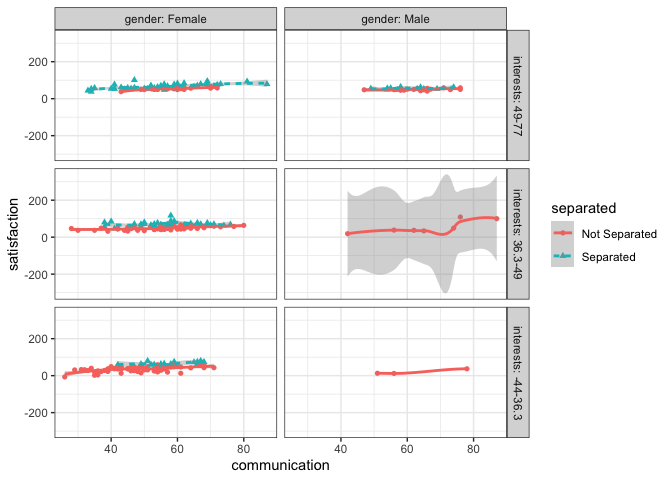 gender: Female
gender: Male
200
0
-200
interests: 49-77
200
0
-200
interests: 36.3-49
200
0
-200
interests: -44-36.3
40
60
80
40
60
80
communication
satisfaction
separated
Not Separated
Separated